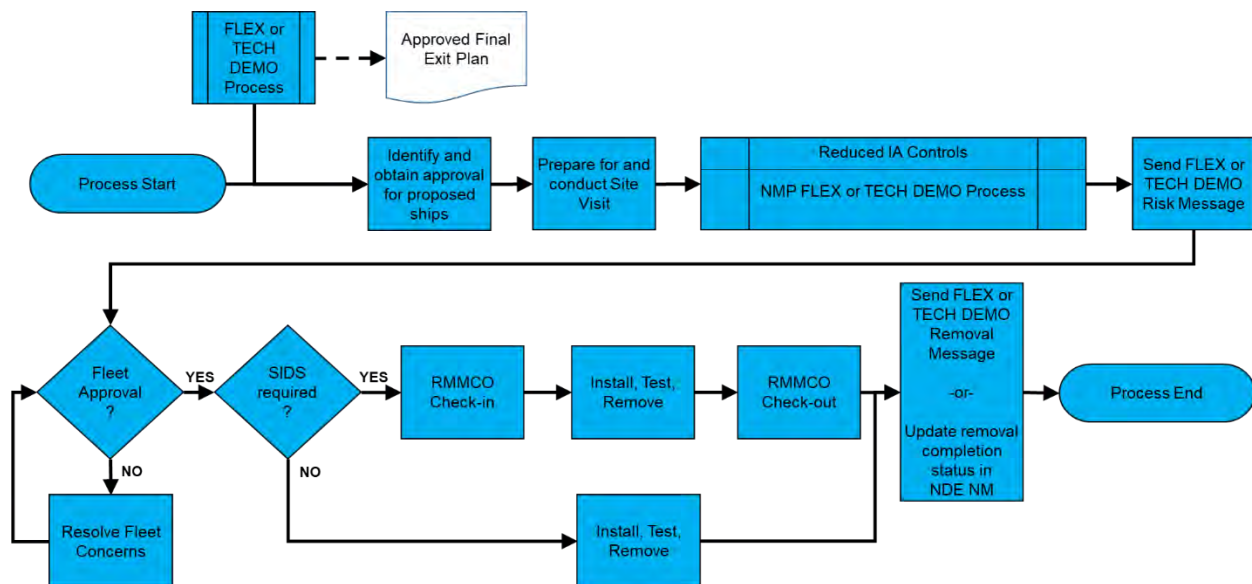 FLEX or
TECH
DEMO
Process
Approved Final
Exit Plan
Process Start
Identify and
obtain approval
for proposed
ships
Prepare for and
conduct Site
Visit
Reduced IA Controls
NMP FLEX or TECH DEMO Process
Send FLEX
or TECH
DEMO
Risk Message
Fleet
Approval
?
YES
NO
Resolve Fleet
Concerns
SIDS
required
?
YES
NO
RMMCO
Check-in
Install, Test,
Remove
RMMCO
Check-out
Install, Test,
Remove
Send FLEX or
TECH DEMO
Removal
Message
-or-
Update removal
completion
status in
NDE NM
Process End